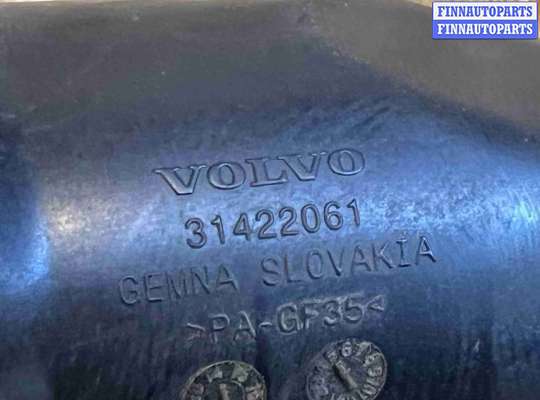 FINNAUTOPARTS
FINNAUTOPARTS
VOLVO
31422061
GEMNA SLOVAKIA
>PA-GF35<